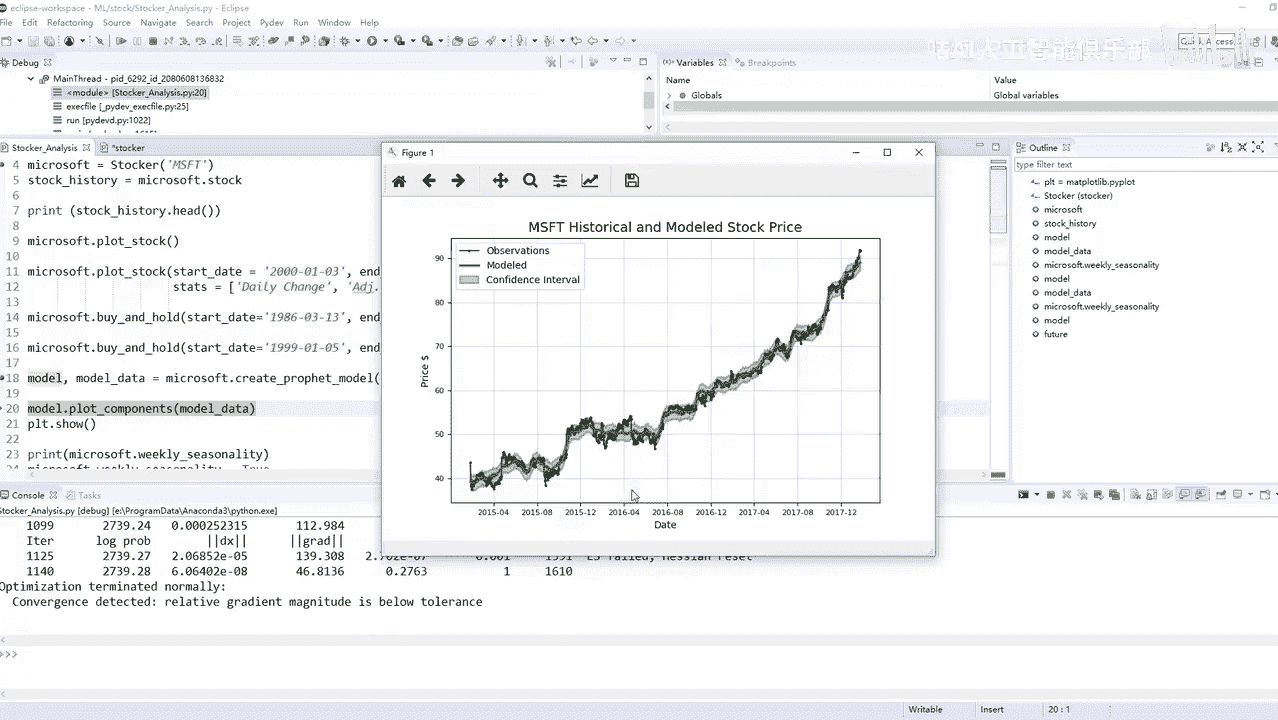 eclipse-workspace - ML/stock/Stocker_Analysis.py - Eclipse
File Edit Refactoring Source Navigate Search Project Pydev Run Window Help
Debug
MainThread - pid_6292_id_2080608136832
<module> [Stocker_Analysis.py:20]
execfile [_pydev_execfile.py:25]
run [pydevd.py:1022]
Variables Breakpoints
Name Value
Globals Global variables
Stocker_Analysis *stocker
4 microsoft = Stocker('MSFT')
5 stock_history = microsoft.stock
6
7 print (stock_history.head())
8
9 microsoft.plot_stock()
10
11 microsoft.plot_stock(start_date = '2000-01-03', end
12 stats = ['Daily Change', 'Adj.
13
14 microsoft.buy_and_hold(start_date='1986-03-13', end
15
16 microsoft.buy_and_hold(start_date='1999-01-05', end
17
18 model, model_data = microsoft.create_prophet_model(
19
20 model.plot_components(model_data)
21 plt.show()
22
23 print(microsoft.weekly_seasonality)
Figure 1
MSFT Historical and Modeled Stock Price
Observations
Modeled
Confidence Interval
90
80
70
60
50
40
Price $
2015-04 2015-08 2015-12 2016-04 2016-08 2016-12 2017-04 2017-08 2017-12
Date
Outline
type filter text
plt = matplotlib.pyplot
Stocker (stocker)
microsoft
stock_history
model
model_data
microsoft.weekly_seasonality
model
model_data
microsoft.weekly_seasonality
model
future
Console Tasks
Stocker_Analysis.py [debug] [e:\ProgramData\Anaconda3\python.exe]
1099 2739.24 0.000252315 112.984
Iter log prob ||dx|| ||grad||
1125 2739.27 2.06852e-05 139.308
1140 2739.28 6.06402e-08 46.8136 0.2763 1 1610
Optimization terminated normally:
Convergence detected: relative gradient magnitude is below tolerance
>>>
Writable Insert 20 : 1